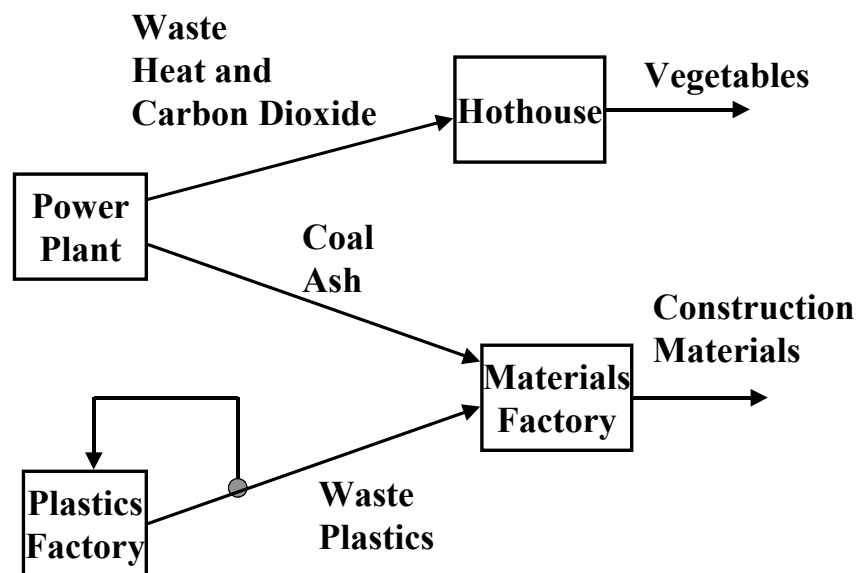 Waste
Heat and
Carbon Dioxide
Hothouse
Vegetables
Power
Plant
Coal
Ash
Construction
Materials
Materials
Factory
Plastics
Factory
Waste
Plastics